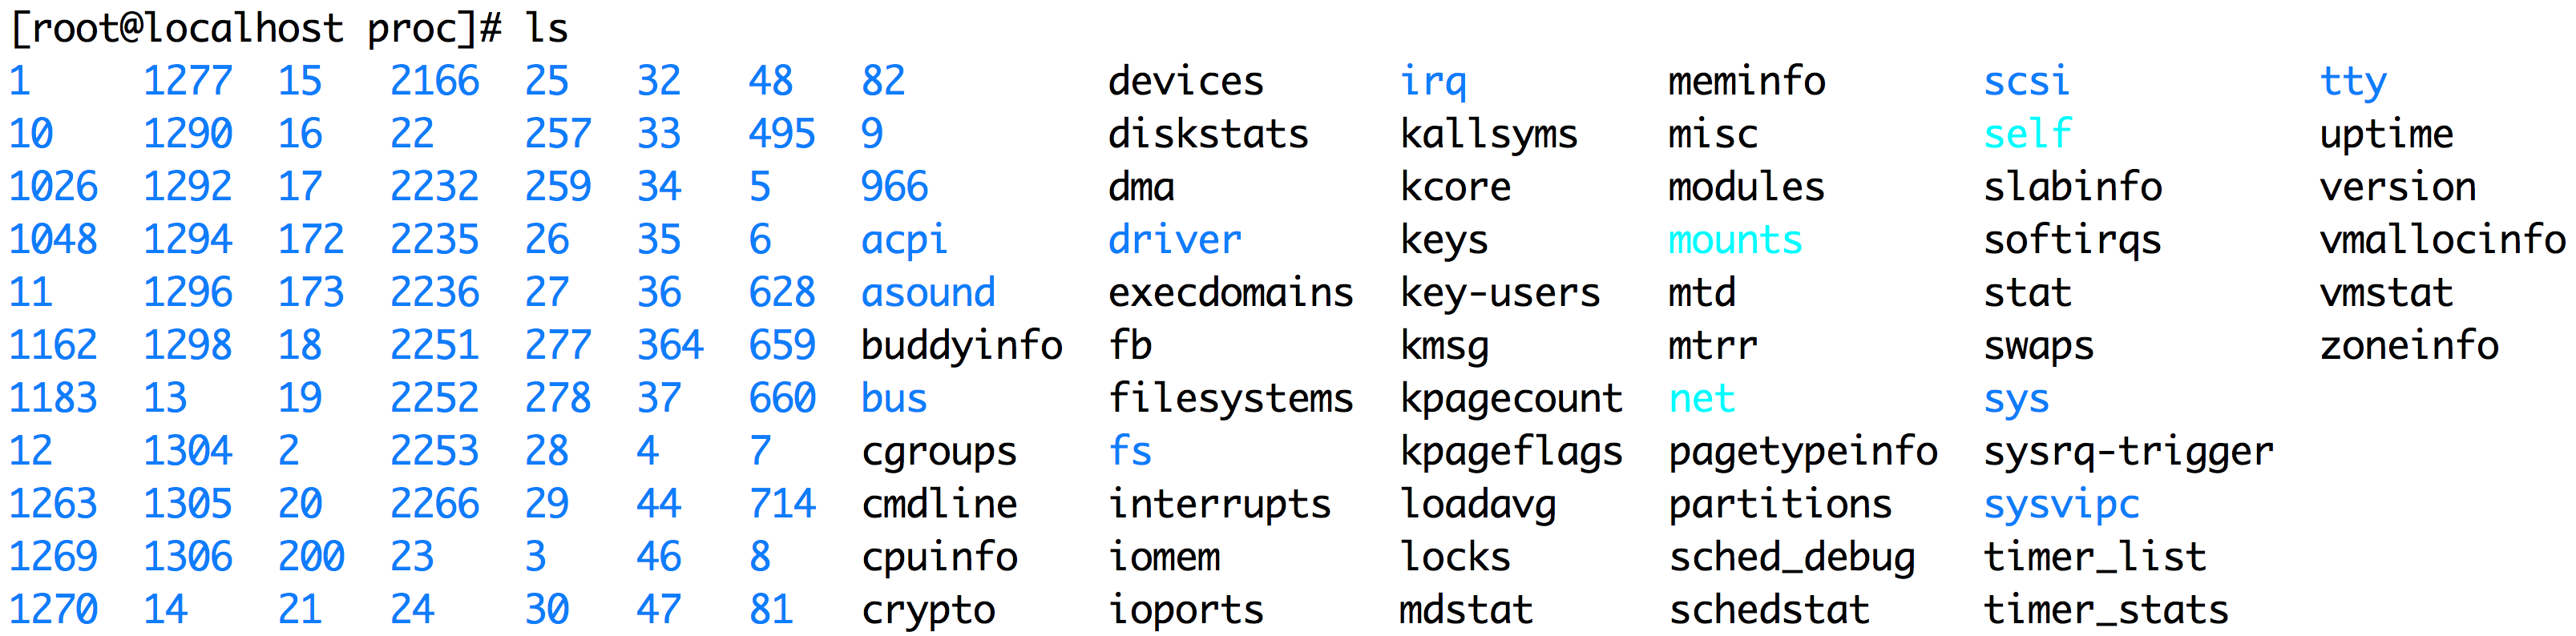 [root@localhost proc]# ls
1     1277  15   2166  25   32   48   82         devices      irq         meminfo       scsi           tty
10    1290  16   22    257  33   495  9          diskstats    kallsyms    misc          self           uptime
1026  1292  17   2232  259  34   5    966        dma          kcore       modules       slabinfo       version
1048  1294  172  2235  26   35   6    acpi       driver       keys        mounts        softirqs       vmallocinfo
11    1296  173  2236  27   36   628  asound     execdomains  key-users   mtd           stat           vmstat
1162  1298  18   2251  277  364  659  buddyinfo  fb           kmsg        mtrr          swaps          zoneinfo
1183  13    19   2252  278  37   660  bus        filesystems  kpagecount  net           sys
12    1304  2    2253  28   4    7    cgroups    fs           kpageflags  pagetypeinfo  sysrq-trigger
1263  1305  20   2266  29   44   714  cmdline    interrupts   loadavg     partitions    sysvipc
1269  1306  200  23    3    46   8    cpuinfo    iomem        locks       sched_debug   timer_list
1270  14    21   24    30   47   81   crypto     ioports      mdstat      schedstat     timer_stats